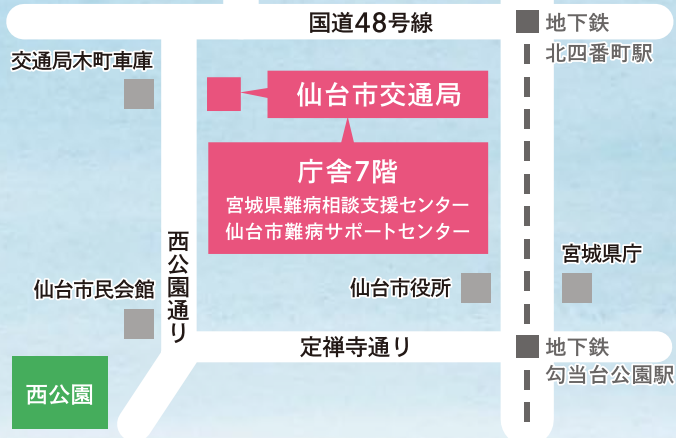 国道48号線
地下鉄
北四番町駅
交通局木町車庫
仙台市交通局
庁舎7階
宮城県難病相談支援センター
仙台市難病サポートセンター
西公園通り
宮城県庁
仙台市民会館
仙台市役所
定禅寺通り
地下鉄
勾当台公園駅
西公園